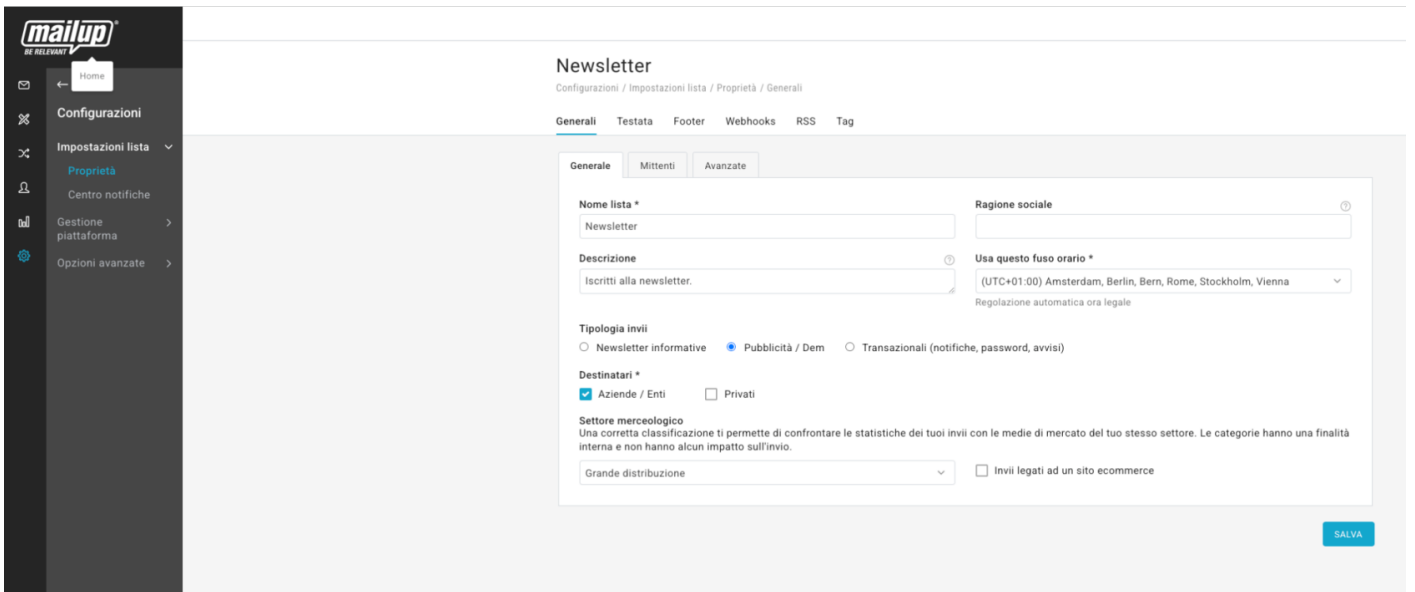 mailup®
BE RELEVANT
Home
Configurazioni
Impostazioni lista
Proprietà
Centro notifiche
Gestione
piattaforma
Opzioni avanzate
Newsletter
Configurazioni / Impostazioni lista / Proprietà / Generali
Generali Testata Footer Webhooks RSS Tag
Generale Mittenti Avanzate
Nome lista * Ragione sociale
Newsletter
Descrizione Usa questo fuso orario *
Iscritti alla newsletter. (UTC+01:00) Amsterdam, Berlin, Bern, Rome, Stockholm, Vienna
Regolazione automatica ora legale
Tipologia invii
Newsletter informative Pubblicità / Dem Transazionali (notifiche, password, avvisi)
Destinatari *
Aziende / Enti Privati
Settore merceologico
Una corretta classificazione ti permette di confrontare le statistiche dei tuoi invii con le medie di mercato del tuo stesso settore. Le categorie hanno una finalità
interna e non hanno alcun impatto sull'invio.
Grande distribuzione Invii legati ad un sito ecommerce
SALVA